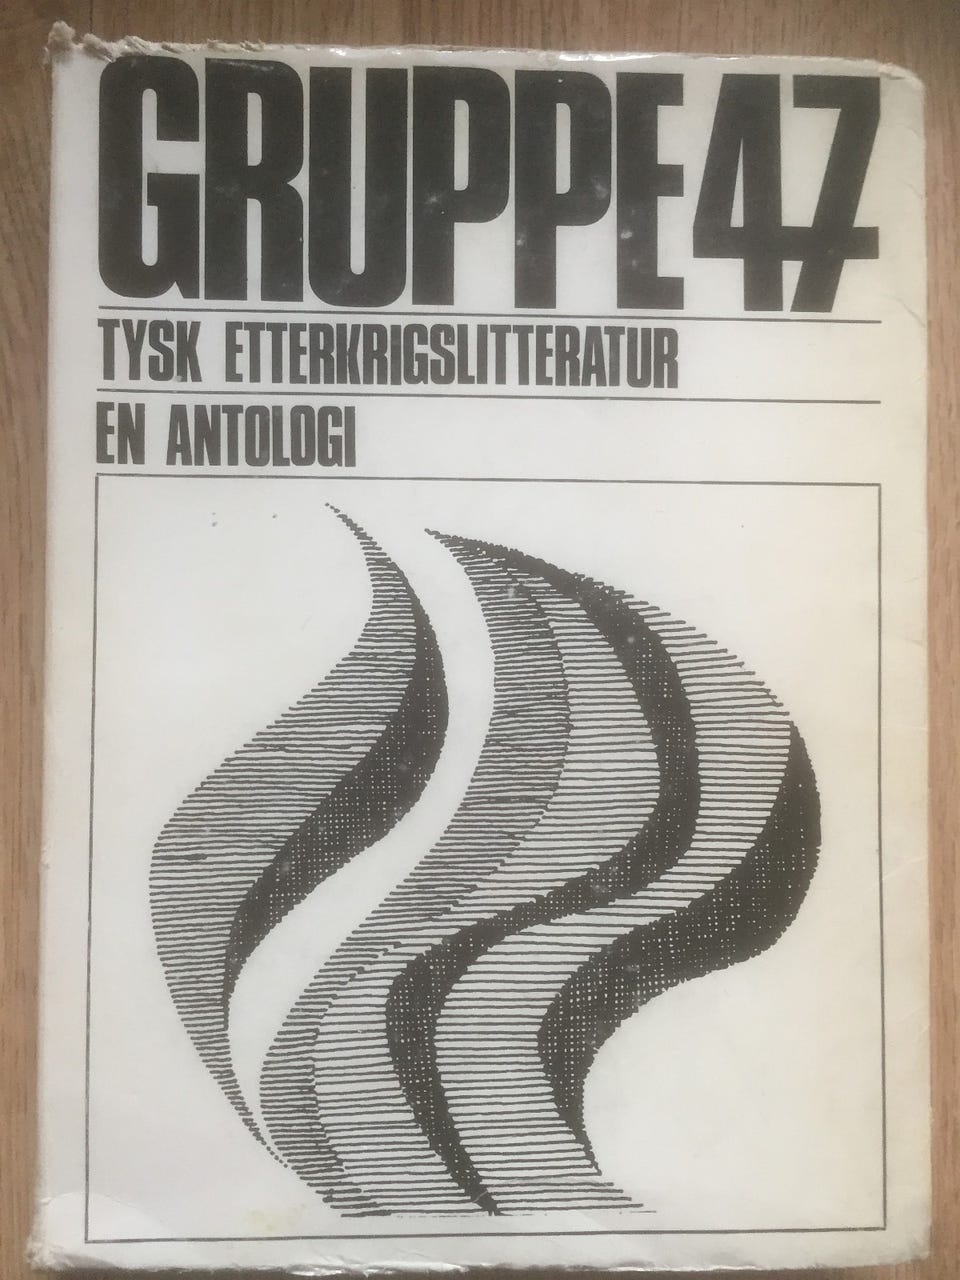 GRUPPE 47
TYSK ETTERKRIGSLITTERATUR
EN ANTOLOGI